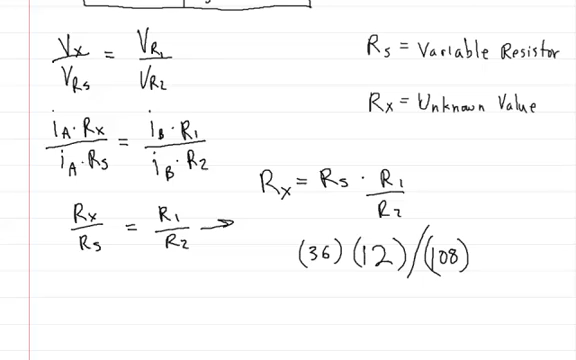 Vx/VRs = VR1/VR2
Rs = Variable Resistor
Rx = Unknown Value
iA·Rx/iA·Rs = iB·R1/iB·R2
Rx/Rs = R1/R2 →
Rx = Rs · R1/R2
(36)(12)/(108)